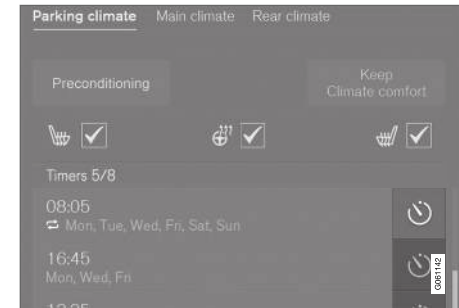 Parking climate Main climate Rear climate
Preconditioning
Keep
Climate comfort
Timers 5/8
08:05
Mon, Tue, Wed, Fri, Sat, Sun
16:45
Mon, Wed, Fri
G061142